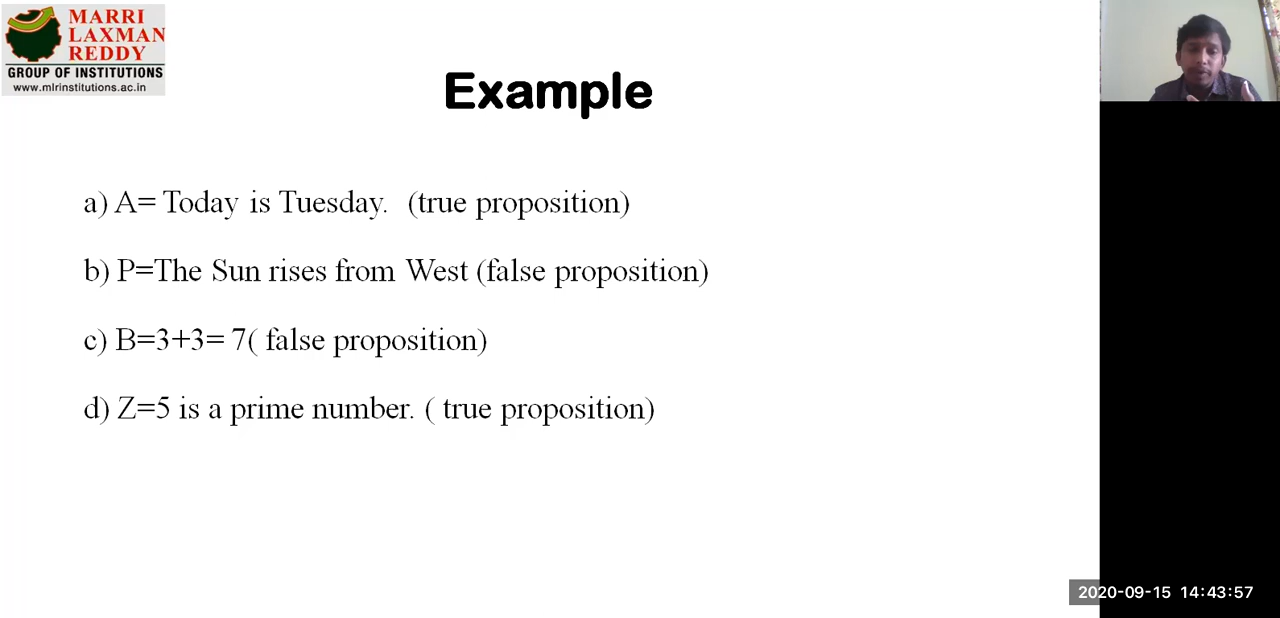 MARRI
LAXMAN
REDDY
GROUP OF INSTITUTIONS
www.mlrinstitutions.ac.in
Example
a) A= Today is Tuesday.  (true proposition)
b) P=The Sun rises from West (false proposition)
c) B=3+3= 7( false proposition)
d) Z=5 is a prime number. ( true proposition)
2020-09-15 14:43:57